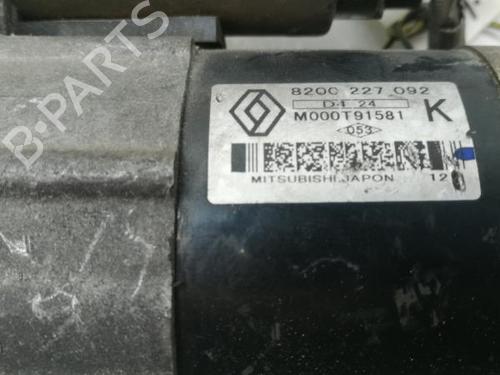 8200 227 092
D4 24
M000T91581 K
053
MITSUBISHI JAPON 12
B-PARTS